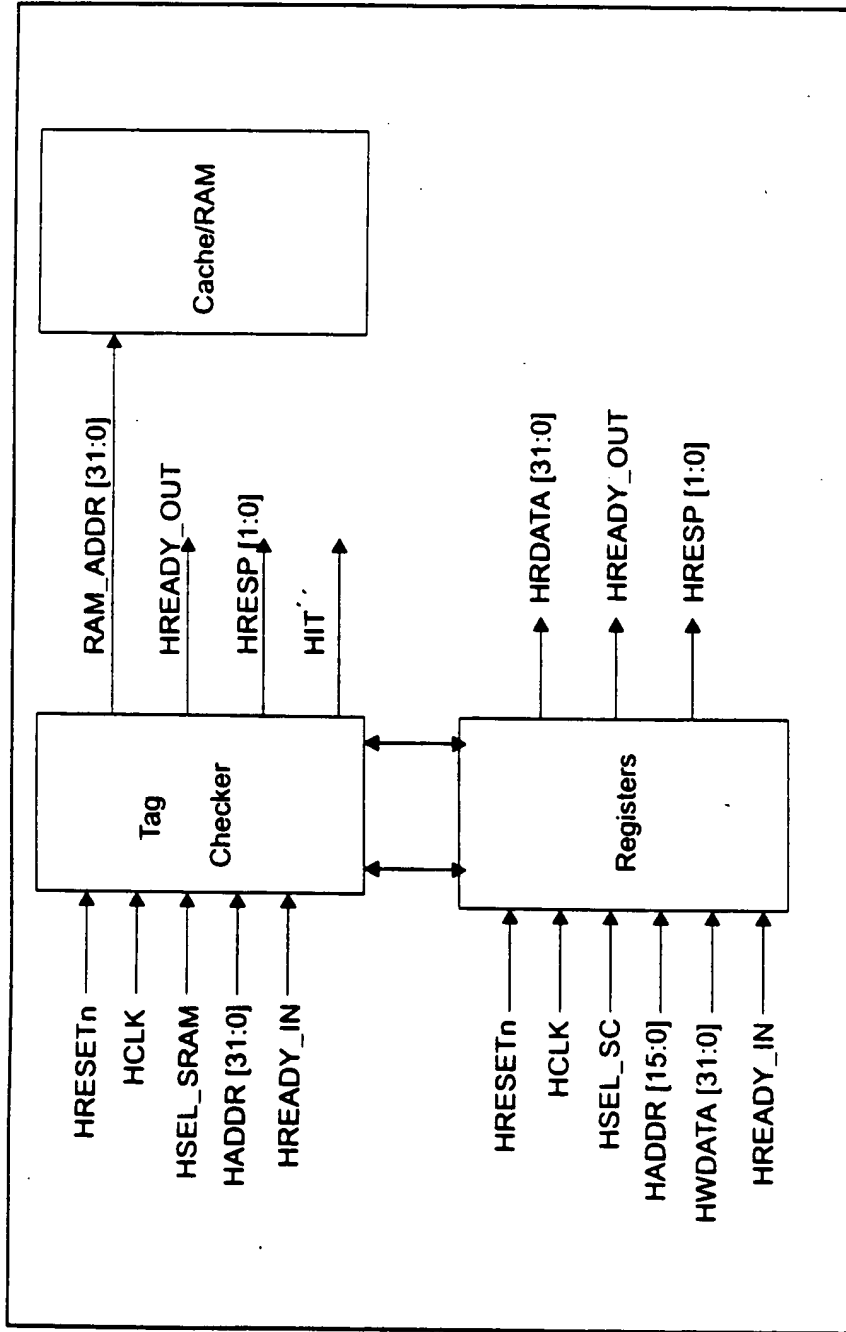 HRESETn
HCLK
HSEL_SRAM
HADDR [31:0]
HREADY_IN
Tag
Checker
RAM_ADDR [31:0]
HREADY_OUT
HRESP [1:0]
HIT
Cache/RAM
HRESETn
HCLK
HSEL_SC
HADDR [15:0]
HWDATA [31:0]
HREADY_IN
Registers
HRDATA [31:0]
HREADY_OUT
HRESP [1:0]